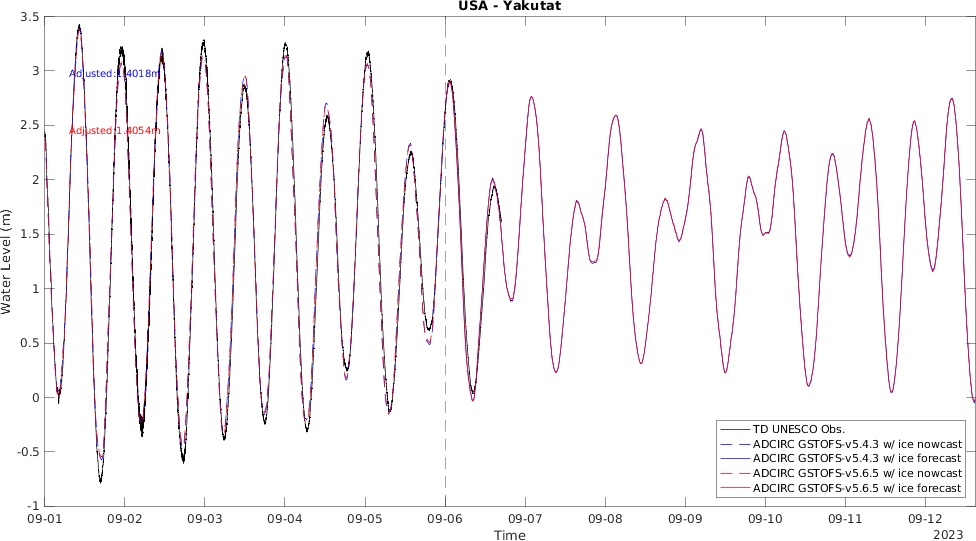 USA - Yakutat
3.5
3
2.5
2
1.5
1
0.5
0
-0.5
-1
Water Level (m)
Adjusted:1.4018m
Adjusted:1.4054m
TD UNESCO Obs.
ADCIRC GSTOFS-v5.4.3 w/ ice nowcast
ADCIRC GSTOFS-v5.4.3 w/ ice forecast
ADCIRC GSTOFS-v5.6.5 w/ ice nowcast
ADCIRC GSTOFS-v5.6.5 w/ ice forecast
09-01 09-02 09-03 09-04 09-05 09-06 09-07 09-08 09-09 09-10 09-11 09-12
Time
2023